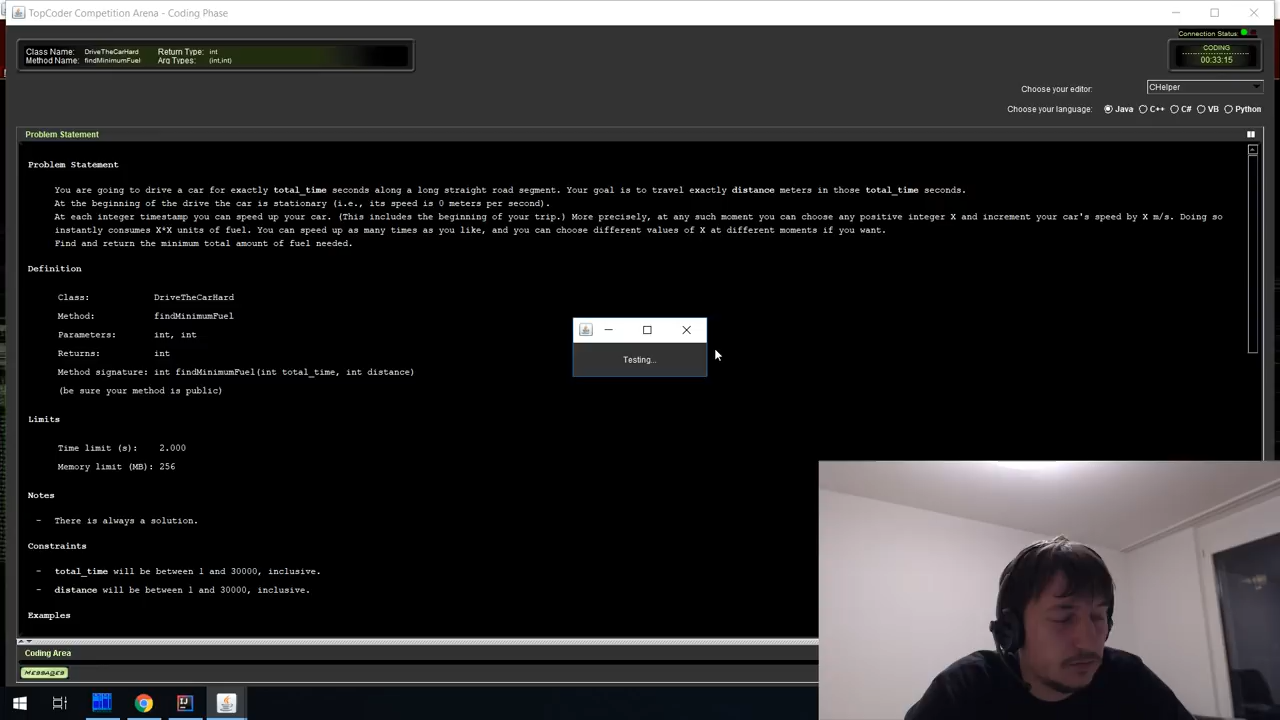 TopCoder Competition Arena - Coding Phase
Connection Status
Class Name: DriveTheCarHard Return Type: int
Method Name: findMinimumFuel Arg Types: (int,int)
CODING
00:33:15
Choose your editor: CHelper
Choose your language: Java C++ C# VB Python
Problem Statement
Problem Statement
You are going to drive a car for exactly total_time seconds along a long straight road segment. Your goal is to travel exactly distance meters in those total_time seconds.
At the beginning of the drive the car is stationary (i.e., its speed is 0 meters per second).
At each integer timestamp you can speed up your car. (This includes the beginning of your trip.) More precisely, at any such moment you can choose any positive integer X and increment your car's speed by X m/s. Doing so
instantly consumes X*X units of fuel. You can speed up as many times as you like, and you can choose different values of X at different moments if you want.
Find and return the minimum total amount of fuel needed.
Definition
Class: DriveTheCarHard
Method: findMinimumFuel
Parameters: int, int
Returns: int
Method signature: int findMinimumFuel(int total_time, int distance)
(be sure your method is public)
Testing...
Limits
Time limit (s): 2.000
Memory limit (MB): 256
Notes
- There is always a solution.
Constraints
- total_time will be between 1 and 30000, inclusive.
- distance will be between 1 and 30000, inclusive.
Examples
Coding Area
MESSAGES